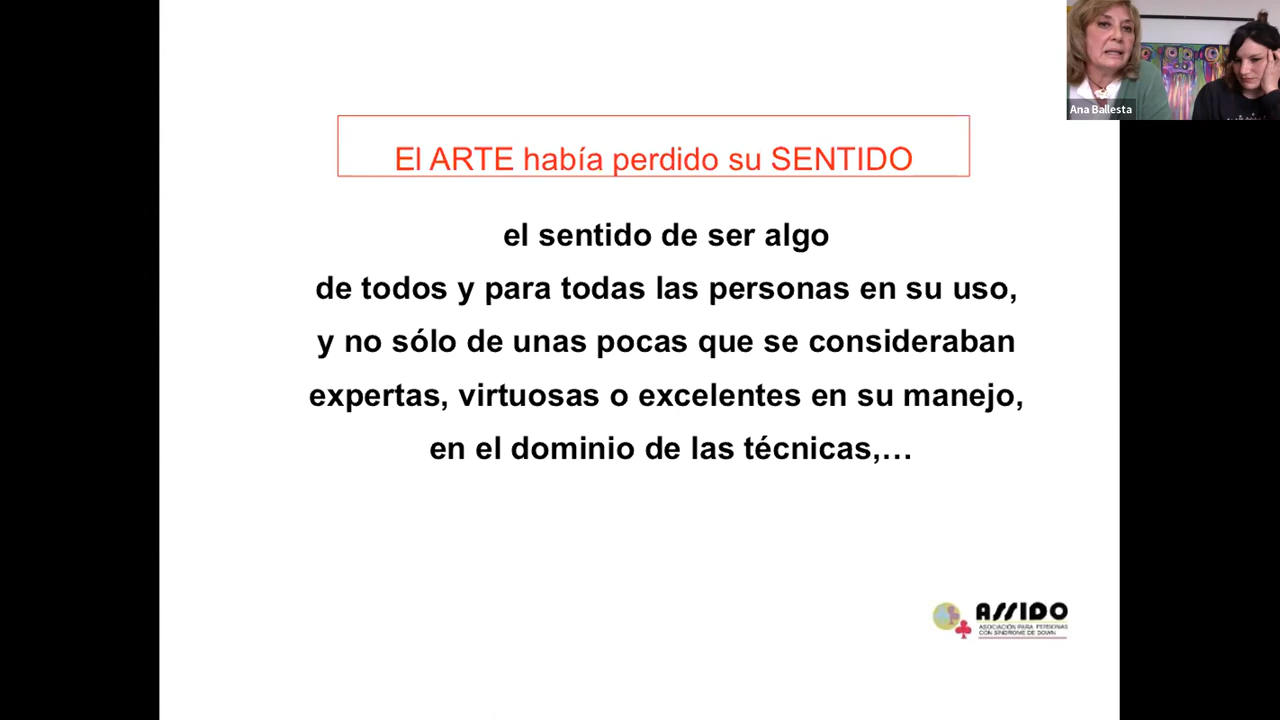 Ana Ballesta
El ARTE había perdido su SENTIDO
el sentido de ser algo
de todos y para todas las personas en su uso,
y no sólo de unas pocas que se consideraban
expertas, virtuosas o excelentes en su manejo,
en el dominio de las técnicas,…
ASSIDO
ASOCIACIÓN PARA PERSONAS
CON SÍNDROME DE DOWN